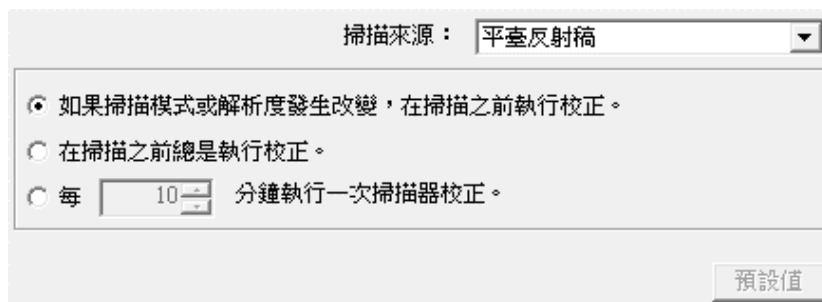 掃描來源： 平臺反射稿
如果掃描模式或解析度發生改變，在掃描之前執行校正。
在掃描之前總是執行校正。
每 10 分鐘執行一次掃描器校正。
預設值